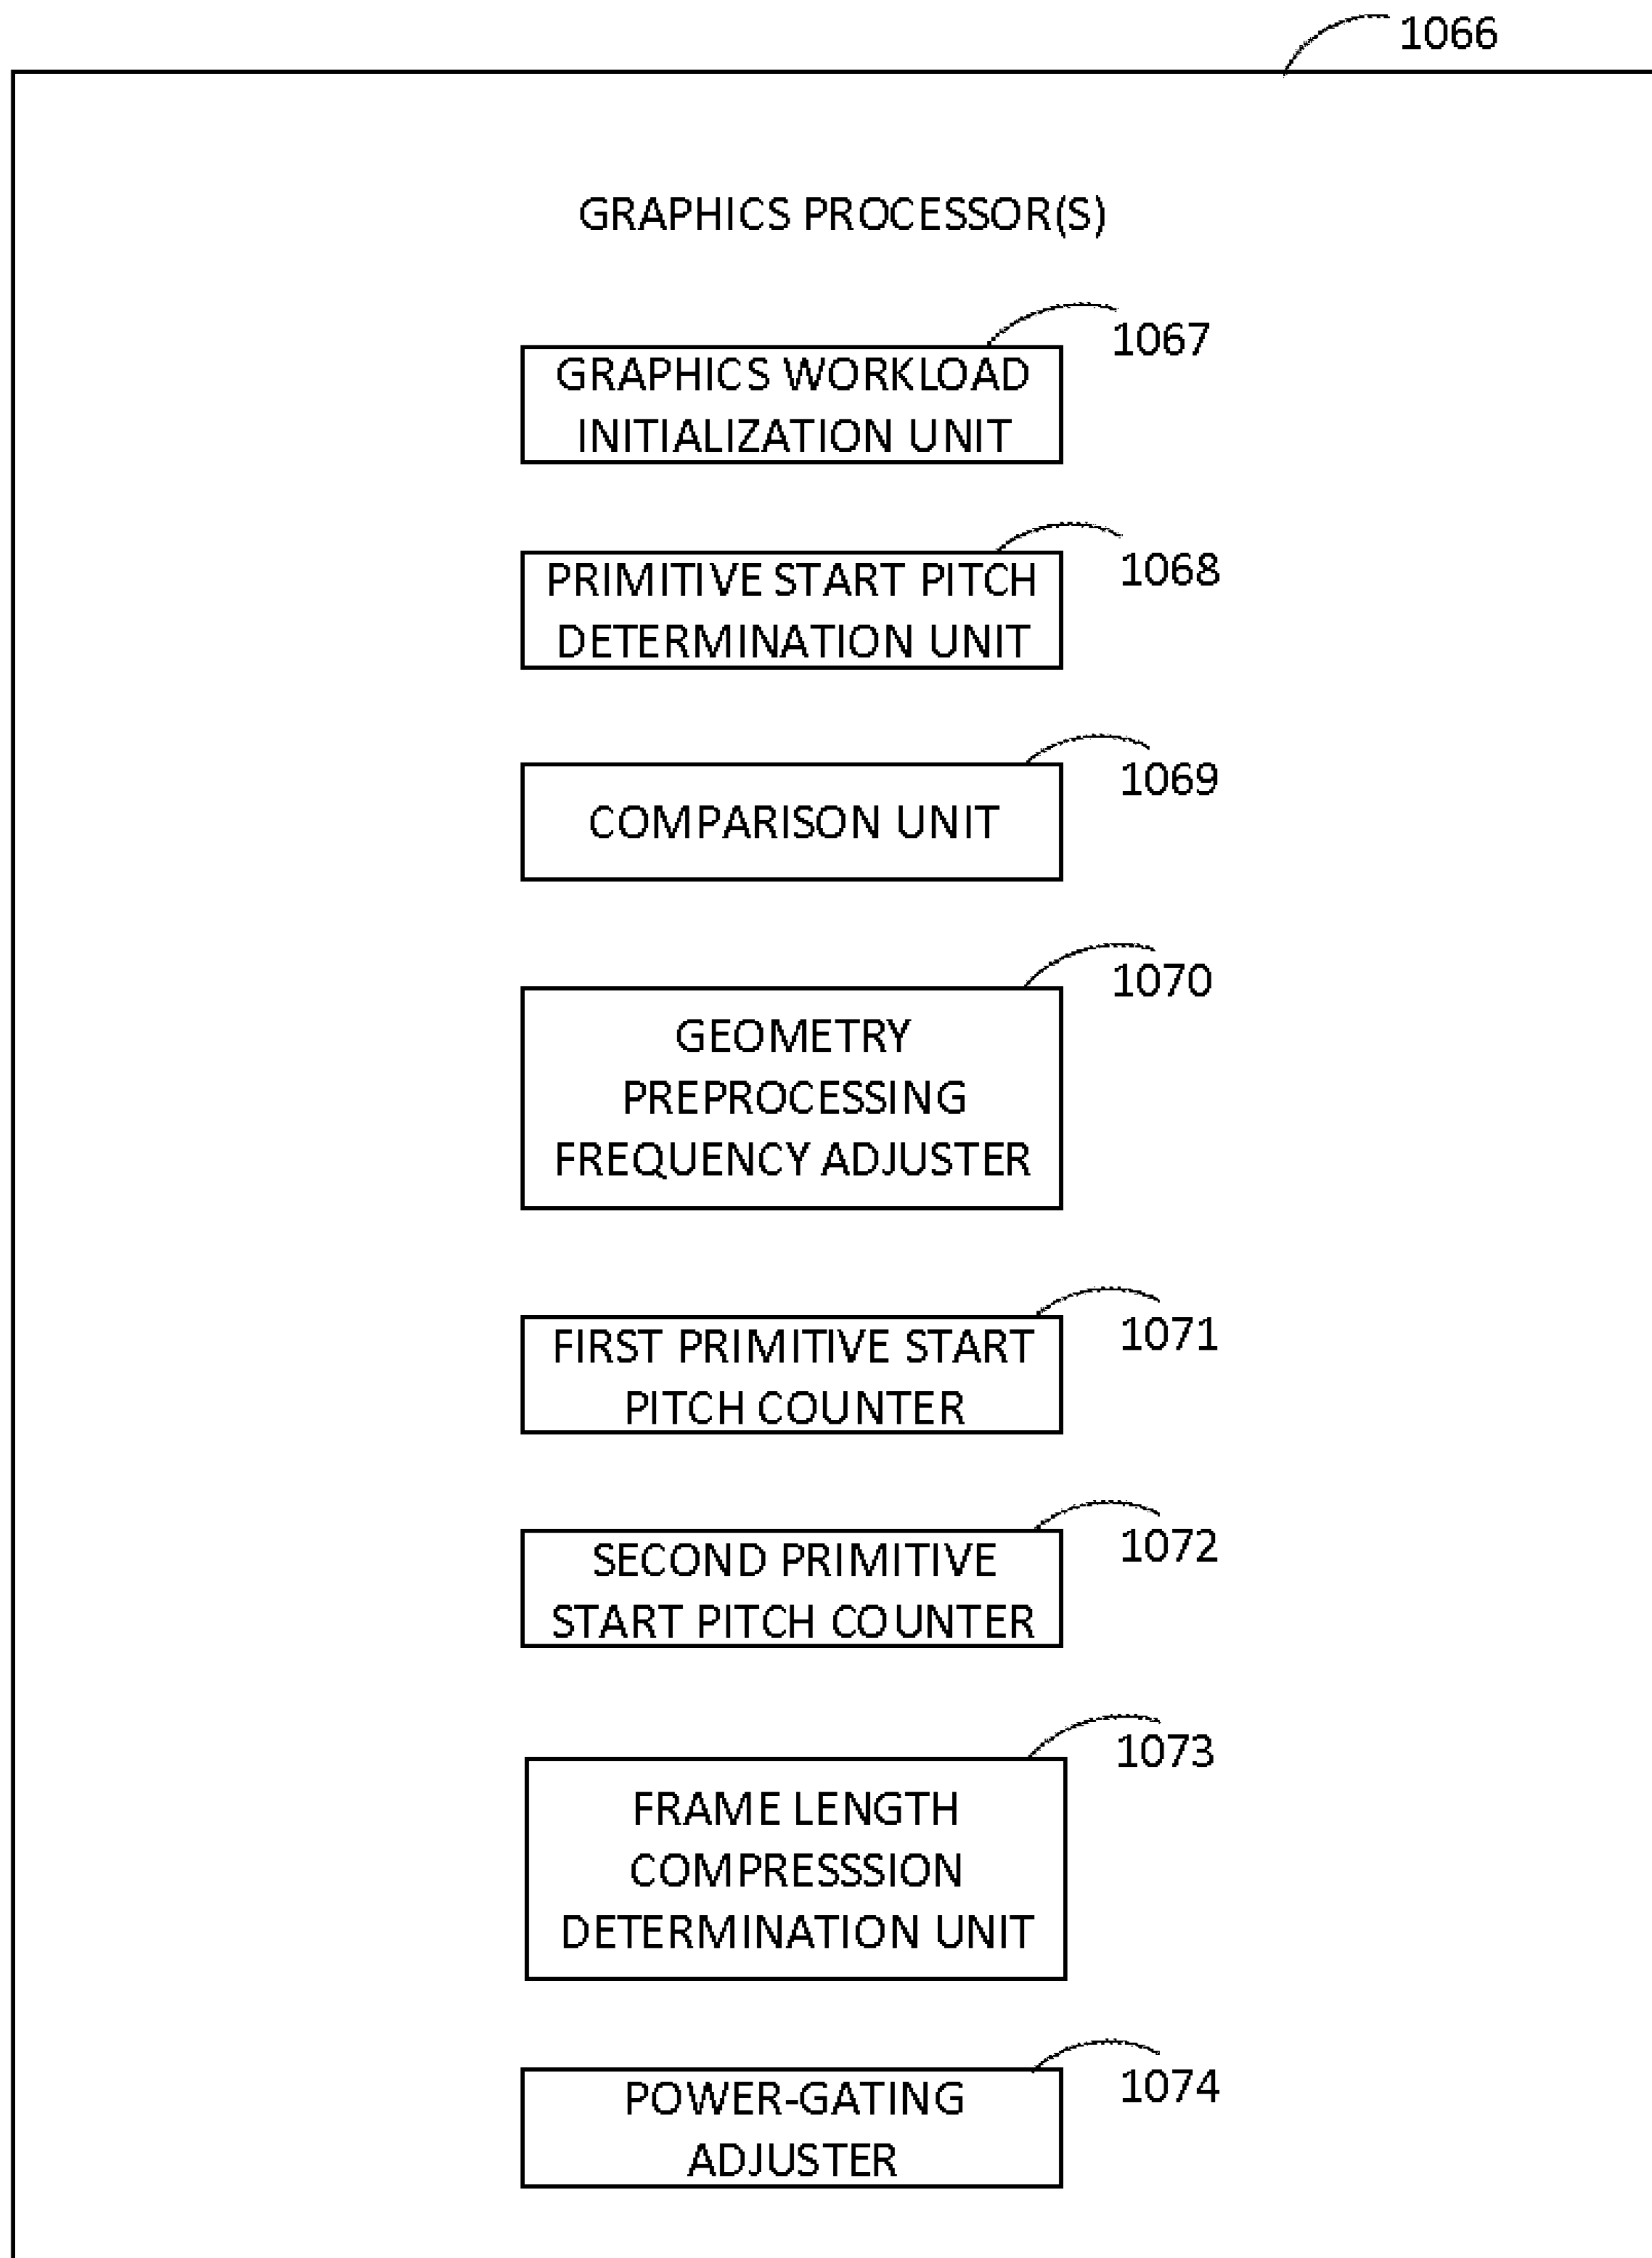 1066
GRAPHICS PROCESSOR(S)
1067
GRAPHICS WORKLOAD
INITIALIZATION UNIT
1068
PRIMITIVE START PITCH
DETERMINATION UNIT
1069
COMPARISON UNIT
1070
GEOMETRY
PREPROCESSING
FREQUENCY ADJUSTER
1071
FIRST PRIMITIVE START
PITCH COUNTER
1072
SECOND PRIMITIVE
START PITCH COUNTER
1073
FRAME LENGTH
COMPRESSSION
DETERMINATION UNIT
1074
POWER-GATING
ADJUSTER